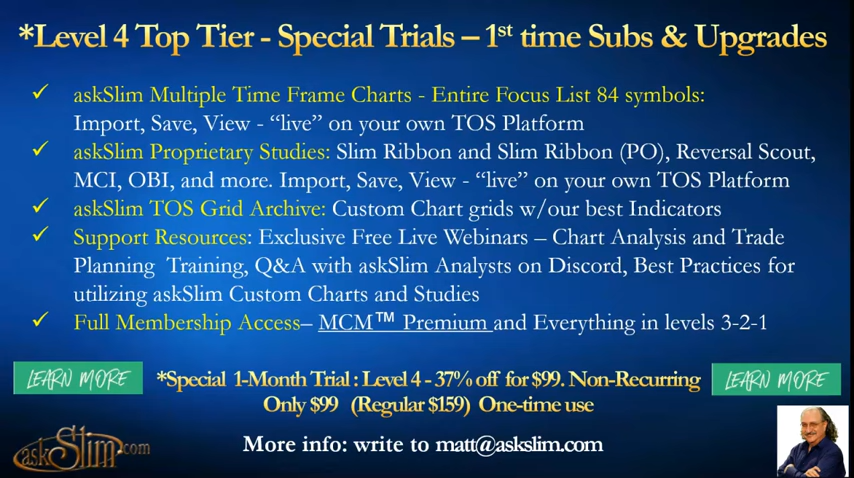 *Level 4 Top Tier - Special Trials – 1st time Subs & Upgrades
✓ askSlim Multiple Time Frame Charts - Entire Focus List 84 symbols:
Import, Save, View - “live” on your own TOS Platform
✓ askSlim Proprietary Studies: Slim Ribbon and Slim Ribbon (PO), Reversal Scout,
MCI, OBI, and more. Import, Save, View - “live” on your own TOS Platform
✓ askSlim TOS Grid Archive: Custom Chart grids w/our best Indicators
✓ Support Resources: Exclusive Free Live Webinars – Chart Analysis and Trade
Planning Training, Q&A with askSlim Analysts on Discord, Best Practices for
utilizing askSlim Custom Charts and Studies
✓ Full Membership Access– MCM™ Premium and Everything in levels 3-2-1
LEARN MORE
*Special 1-Month Trial : Level 4 - 37% off for $99. Non-Recurring
LEARN MORE
Only $99 (Regular $159) One-time use
More info: write to matt@askslim.com
askSlim.com